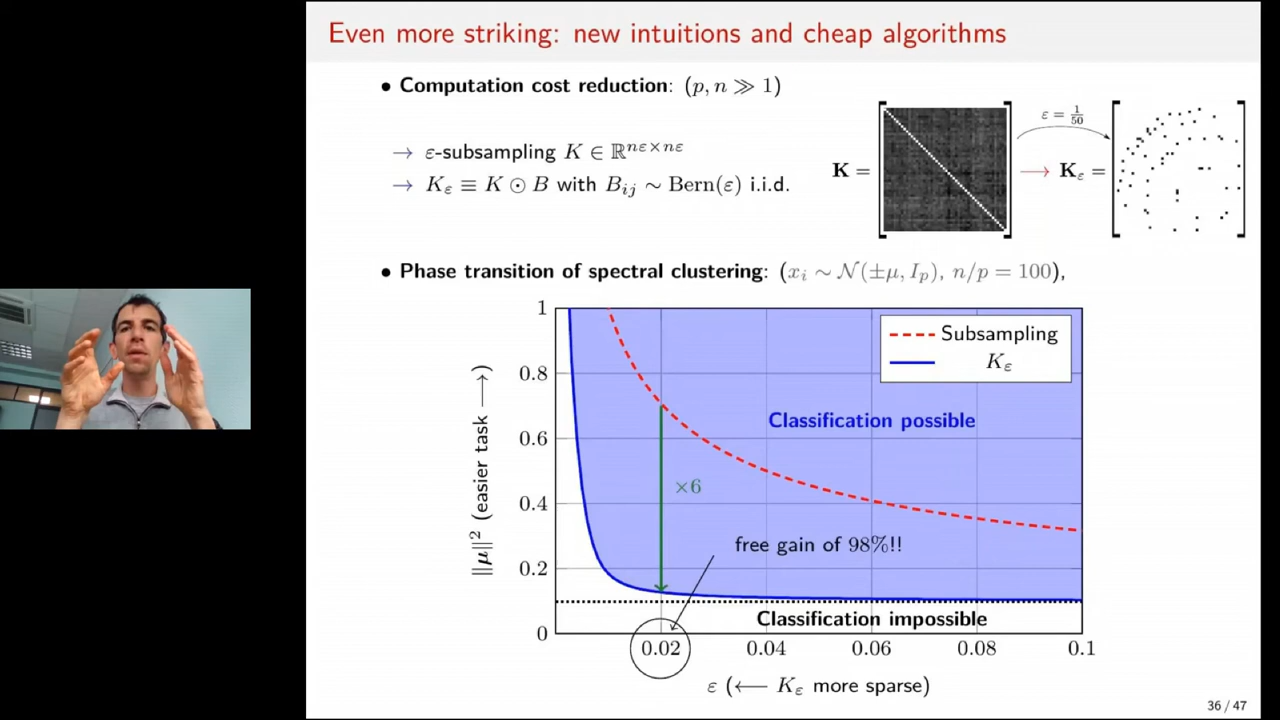 Even more striking: new intuitions and cheap algorithms
• Computation cost reduction: (p, n ≫ 1)
→ ε-subsampling K ∈ ℝ^{nε×nε}
→ K_ε ≡ K ⊙ B with B_{ij} ∼ Bern(ε) i.i.d.
K =
ε = 1/50
→ K_ε =
• Phase transition of spectral clustering: (x_i ∼ N(±μ, I_p), n/p = 100),
1
0.8
0.6
0.4
0.2
0
‖μ‖² (easier task ⟶)
Subsampling
K_ε
Classification possible
×6
free gain of 98%!!
Classification impossible
0.02 0.04 0.06 0.08 0.1
ε (⟵ K_ε more sparse)
36 / 47